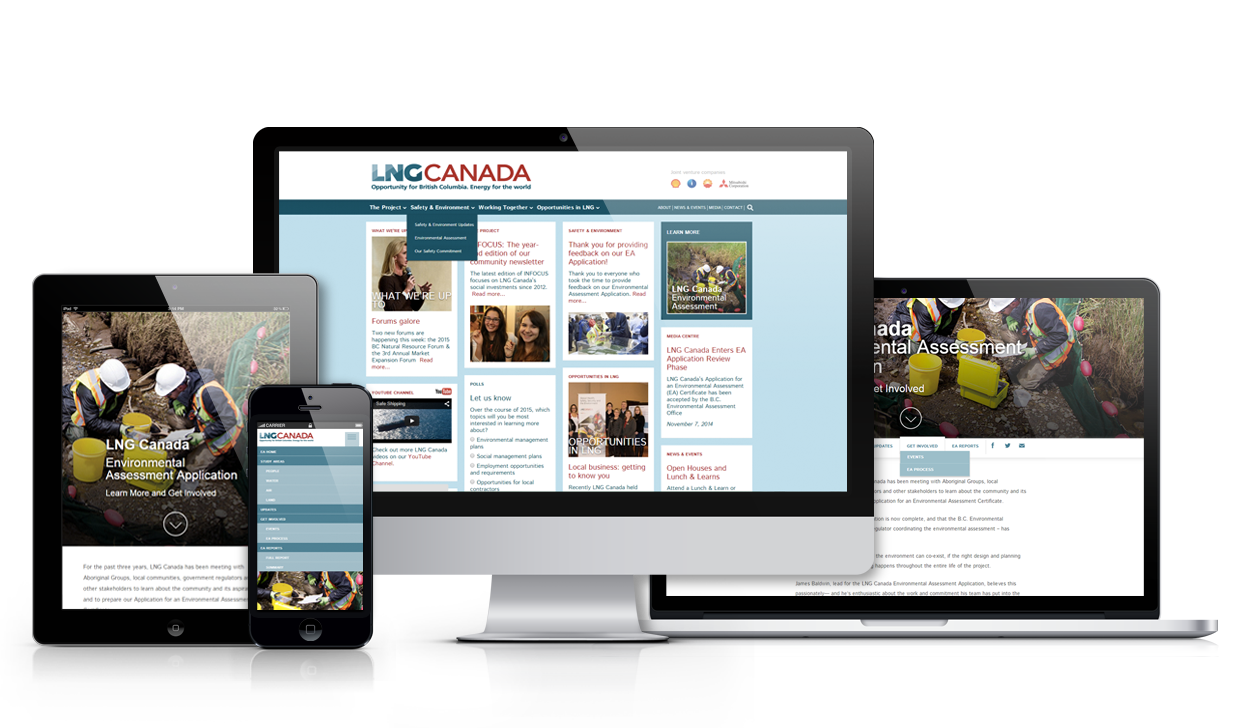 LNGCANADA
Opportunity for British Columbia. Energy for the world
Joint venture companies
Mitsubishi
Corporation
The Project
Safety & Environment
Working Together
Opportunities in LNG
ABOUT | NEWS & EVENTS | MEDIA | CONTACT |
Safety & Environment Updates
Environmental Assessment
Our Safety Commitment
WHAT WE'RE UP
WHAT WE'RE UP
TO
Forums galore
Two new forums are
happening this week: the 2015
BC Natural Resource Forum &
the 3rd Annual Market
Expansion Forum Read
more...
YOUTUBE CHANNEL
YouTube
Safe Shipping
Check out more LNG Canada
videos on our YouTube
Channel.
PROJECT
FOCUS: The year-
nd edition of our
ommunity newsletter
The latest edition of INFOCUS
focuses on LNG Canada's
social investments since 2012.
Read more...
POLLS
Let us know
Over the course of 2015, which
topics will you be most
interested in learning more
about?
Environmental management
plans
Social management plans
Employment opportunities
and requirements
Opportunities for local
contractors
SAFETY & ENVIRONMENT
Thank you for providing
feedback on our EA
Application!
Thank you to everyone who
took the time to provide
feedback on our Environmental
Assessment Application. Read
more...
OPPORTUNITIES IN LNG
OPPORTUNITIES
IN LNG
Local business: getting
to know you
Recently LNG Canada held
LEARN MORE
LNG Canada
Environmental
Assessment
MEDIA CENTRE
LNG Canada Enters EA
Application Review
Phase
LNG Canada's Application for
an Environmental Assessment
(EA) Certificate has been
accepted by the B.C.
Environmental Assessment
Office
November 7, 2014
NEWS & EVENTS
Open Houses and
Lunch & Learns
Attend a Lunch & Learn or
iPad
LNG Canada
Environmental
Assessment Application
Learn More and Get Involved
For the past three years, LNG Canada has been meeting with
Aboriginal Groups, local communities, government regulators a
other stakeholders to learn about the community and its aspira
and to prepare our Application for an Environmental Assessmen
CARRIER
LNGCANADA
EA HOME
STUDY AREAS
EVENTS
WATER
AIR
LAND
UPDATES
GET INVOLVED
EVENTS
EA PROCESS
EA REPORTS
FULL REPORT
SUMMARY
nada
mental Assessment
n
et Involved
UPDATES
GET INVOLVED
EA REPORTS
EVENTS
EA PROCESS
nada has been meeting with Aboriginal Groups, local
ors and other stakeholders to learn about the community and its
pplication for an Environmental Assessment Certificate
tion is now complete, and that the B.C. Environmental
egulator coordinating the environmental assessment – has
the environment can co-exist, if the right design and planning
g happens throughout the entire life of the project.
James Baldwin, lead for the LNG Canada Environmental Assessment Application, believes this
passionately— and he's enthusiastic about the work and commitment his team has put into the